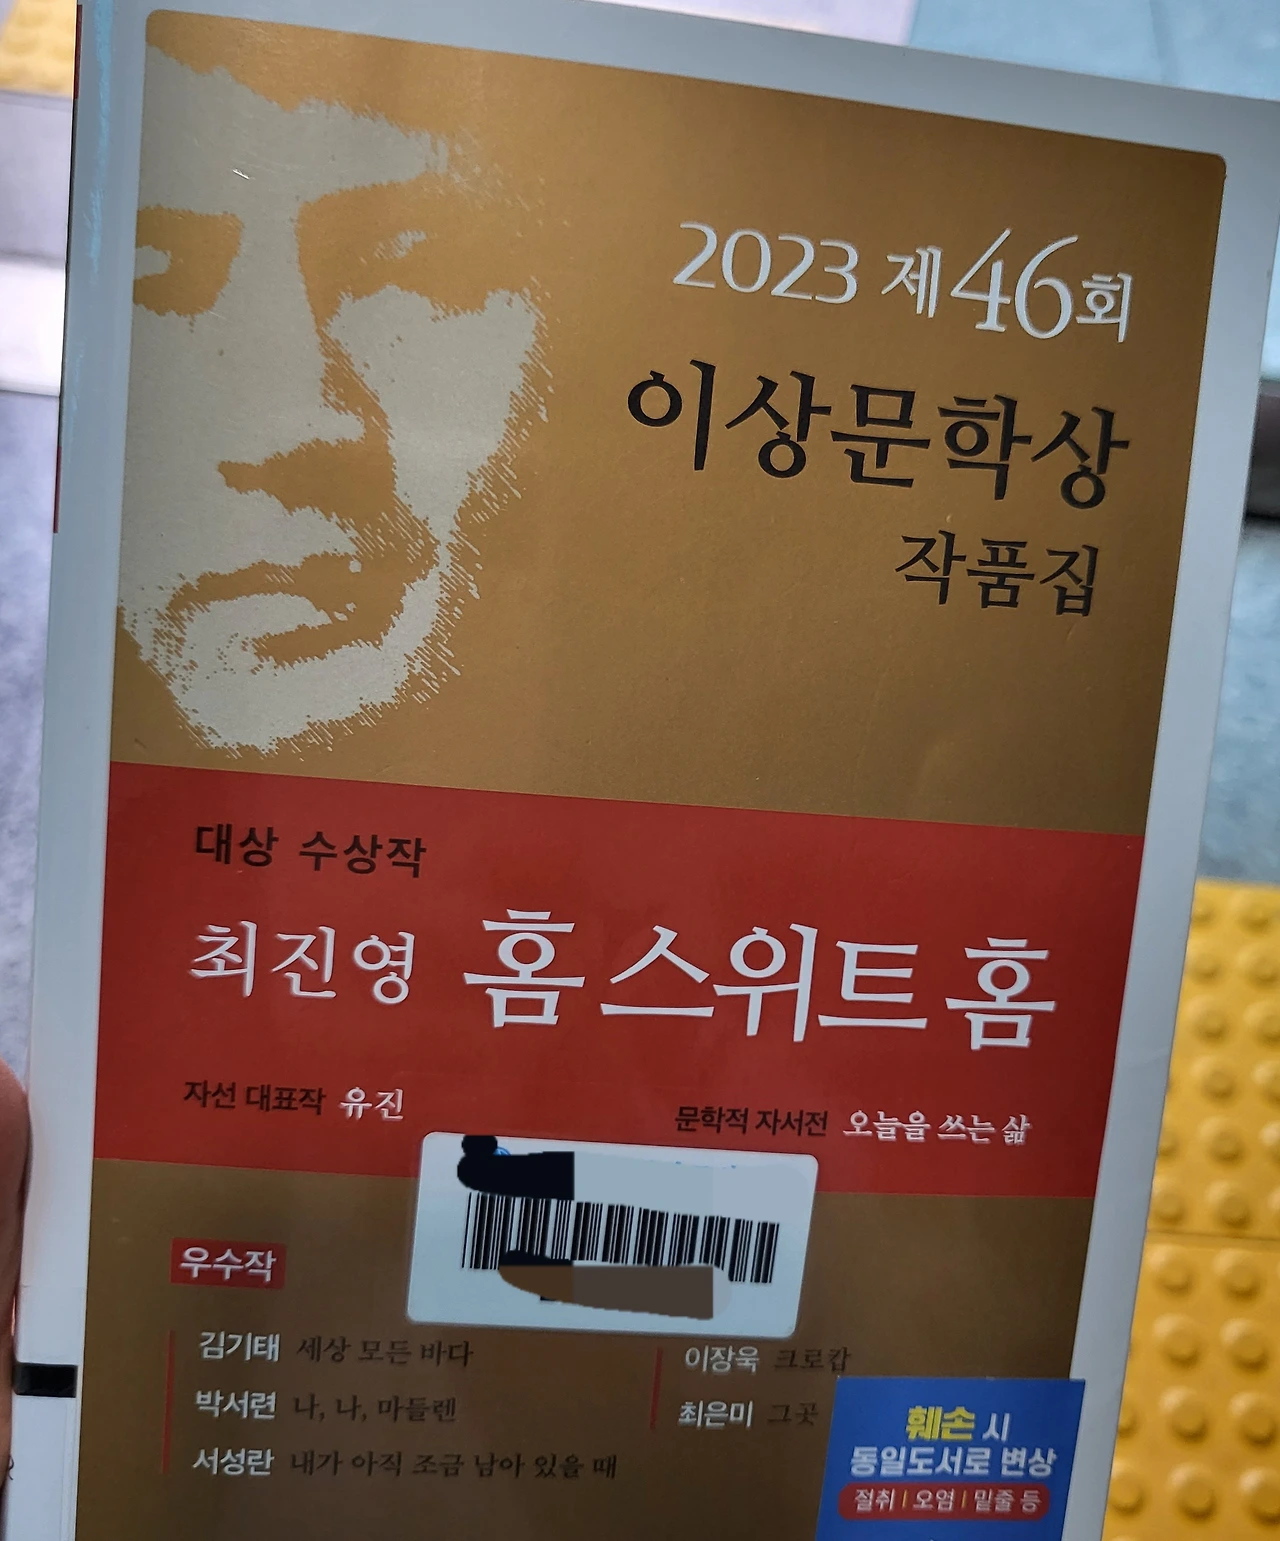 2023 제46회
이상문학상
작품집
대상 수상작
최진영 홈 스위트 홈
자선 대표작 유진
문학적 자서전 오늘을 쓰는 삶
우수작
김기태 세상 모든 바다
박서련 나, 나, 마들렌
서성란 내가 아직 조금 남아 있을 때
이장욱 크로캅
최은미 그곳
훼손 시
동일도서로 변상
절취 | 오염 | 밑줄 등